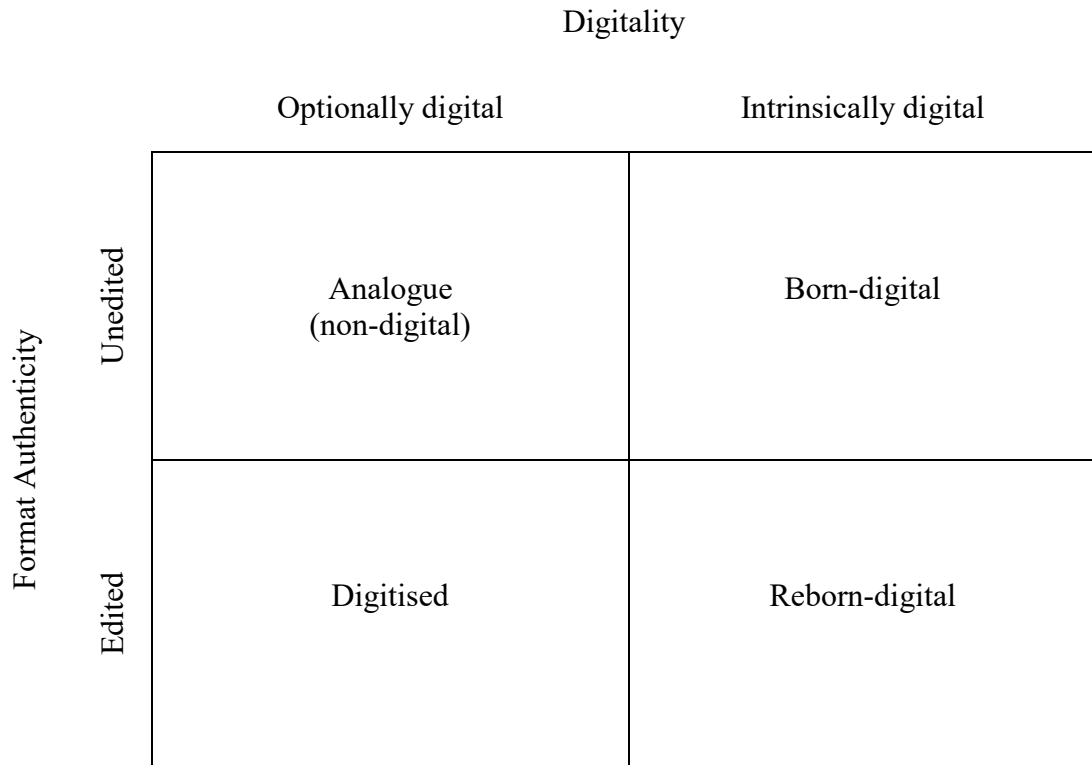 Digitality
Optionally digital
Intrinsically digital
Format Authenticity
Unedited
Analogue
(non-digital)
Born-digital
Edited
Digitised
Reborn-digital